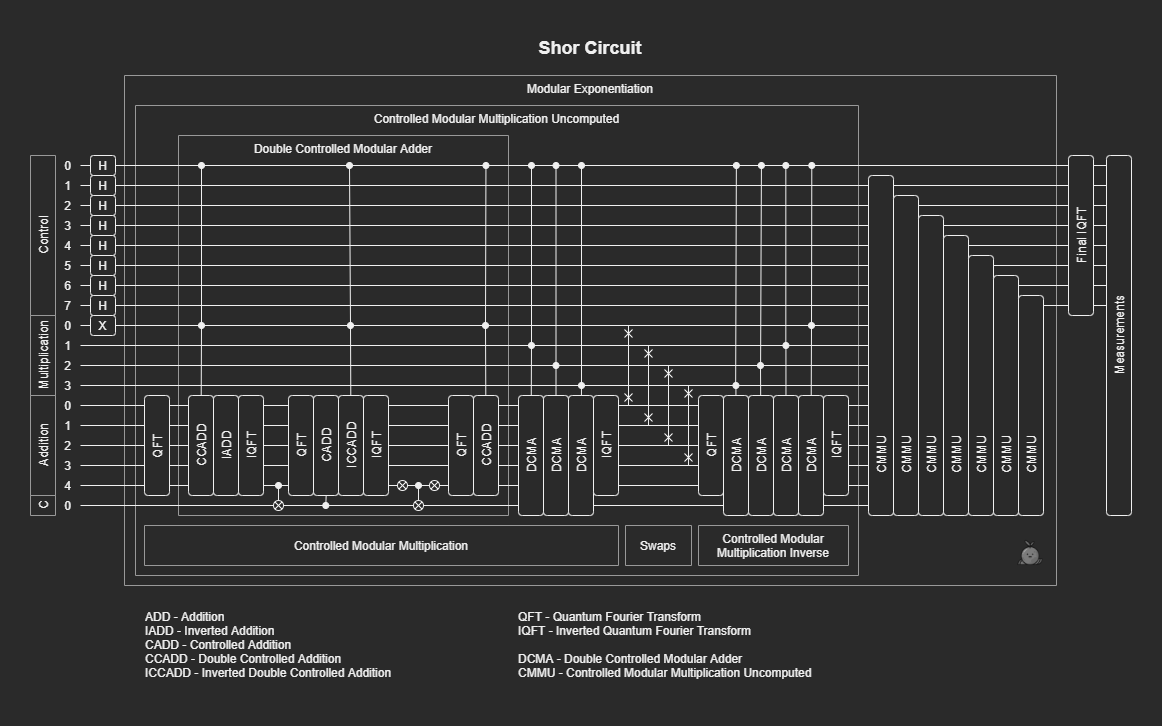 Shor Circuit
Modular Exponentiation
Controlled Modular Multiplication Uncomputed
Double Controlled Modular Adder
Control
0 H
1 H
2 H
3 H
4 H
5 H
6 H
7 H
Multiplication
0 X
1
2
3
Addition
0
1
2
3
4
C
0
QFT
CCADD
IADD
IQFT
QFT
CADD
ICCADD
IQFT
QFT
CCADD
DCMA
DCMA
DCMA
IQFT
QFT
DCMA
DCMA
DCMA
DCMA
IQFT
CMMU
CMMU
CMMU
CMMU
CMMU
CMMU
CMMU
Final IQFT
Measurements
Controlled Modular Multiplication
Swaps
Controlled Modular
Multiplication Inverse
ADD - Addition
IADD - Inverted Addition
CADD - Controlled Addition
CCADD - Double Controlled Addition
ICCADD - Inverted Double Controlled Addition
QFT - Quantum Fourier Transform
IQFT - Inverted Quantum Fourier Transform
DCMA - Double Controlled Modular Adder
CMMU - Controlled Modular Multiplication Uncomputed